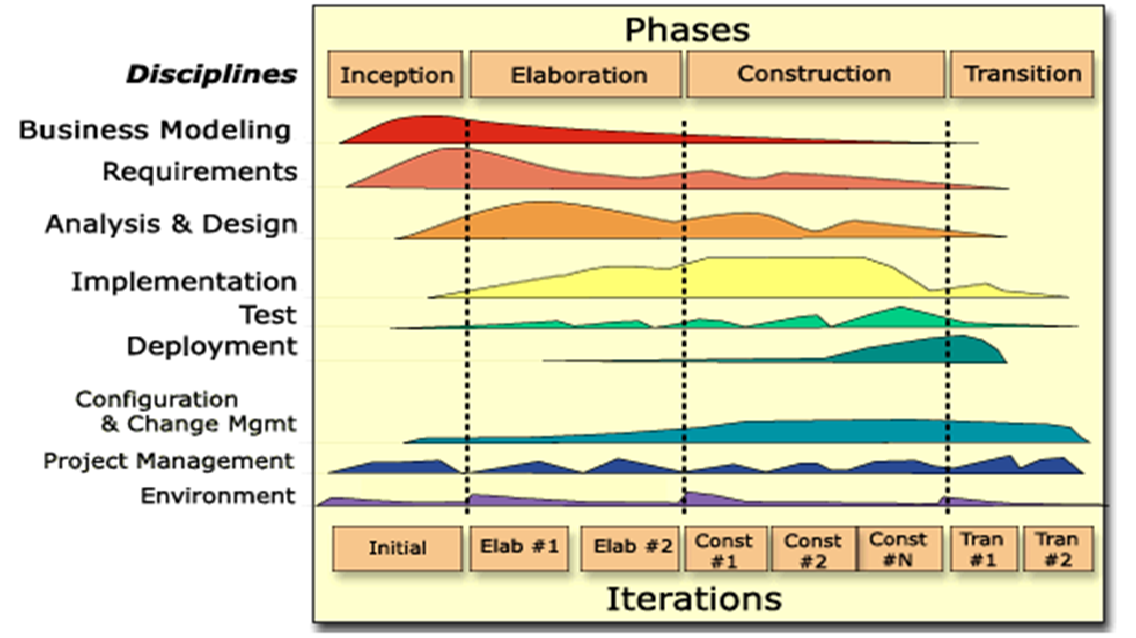 Phases
Disciplines
Inception
Elaboration
Construction
Transition
Business Modeling
Requirements
Analysis & Design
Implementation
Test
Deployment
Configuration
& Change Mgmt
Project Management
Environment
Initial
Elab #1
Elab #2
Const
#1
Const
#2
Const
#N
Tran
#1
Tran
#2
Iterations